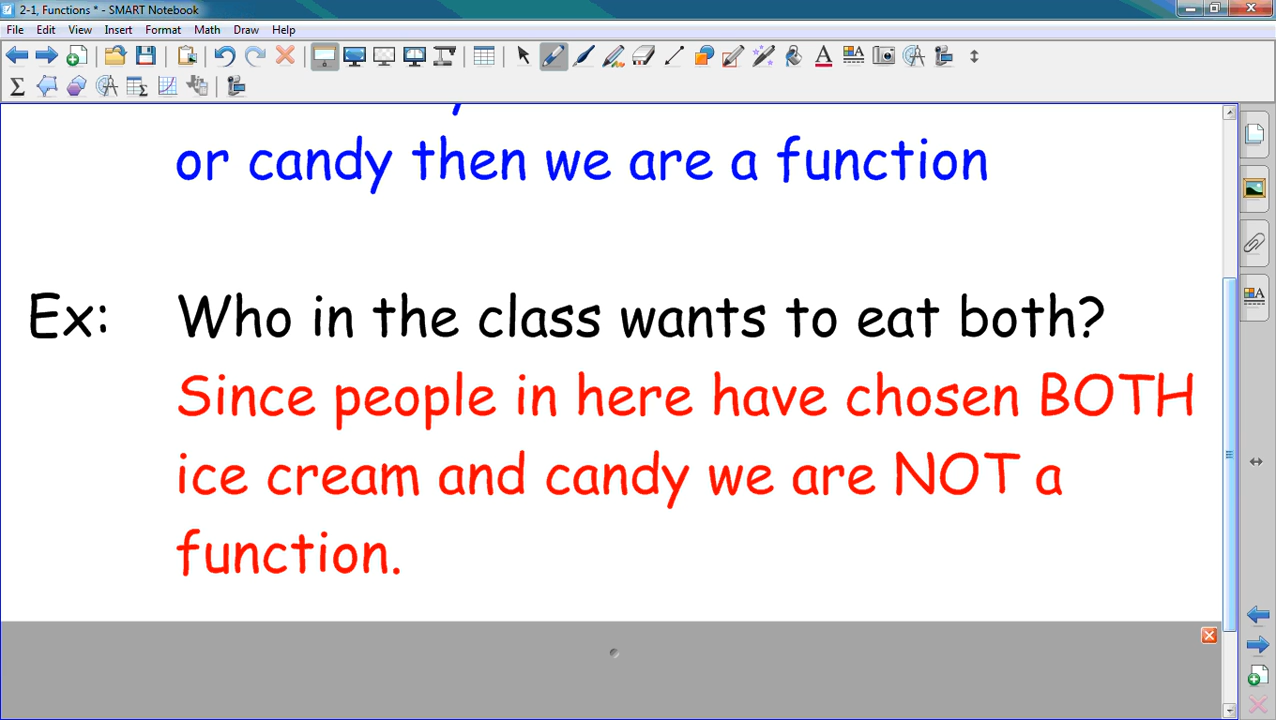 2-1, Functions * - SMART Notebook
File Edit View Insert Format Math Draw Help
or candy then we are a function
Ex: Who in the class wants to eat both?
Since people in here have chosen BOTH
ice cream and candy we are NOT a
function.